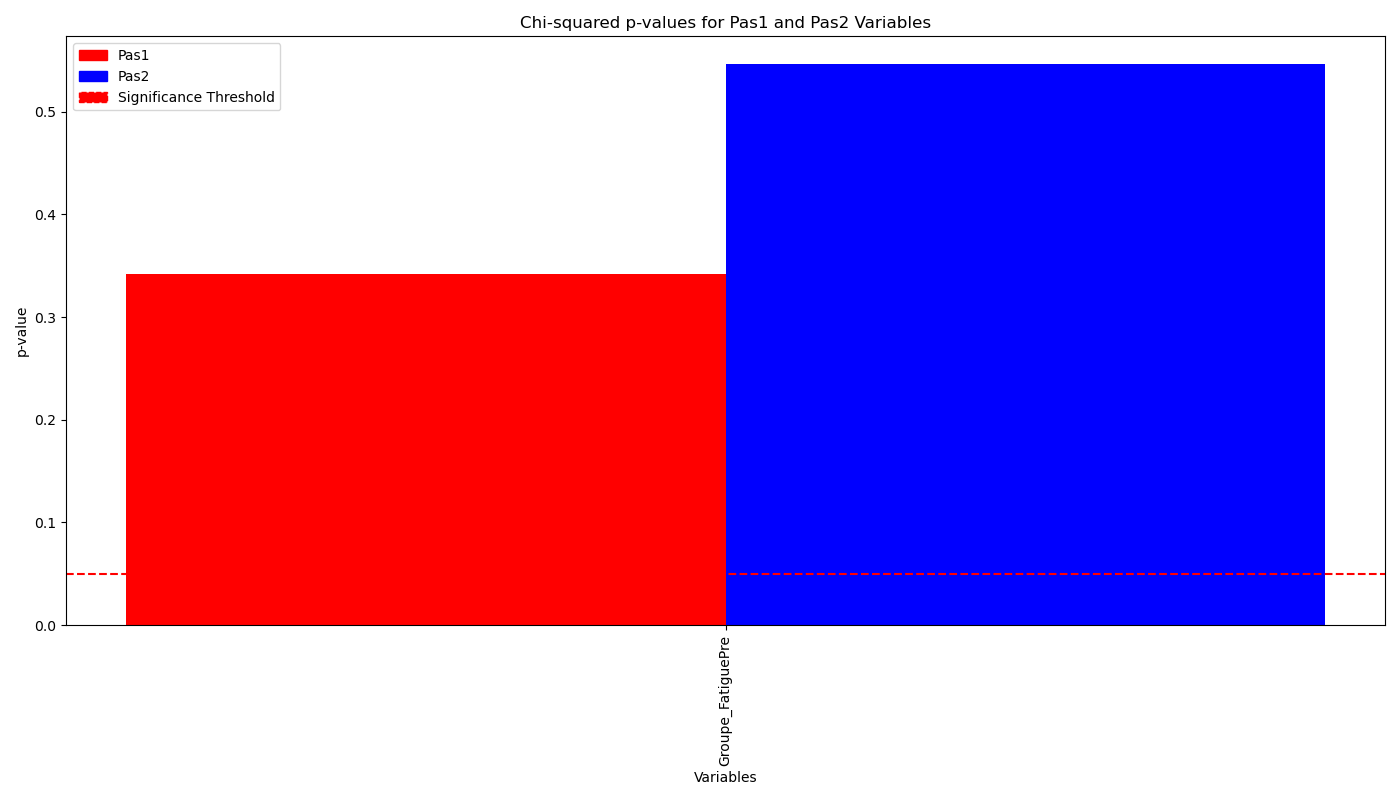 Chi-squared p-values for Pas1 and Pas2 Variables
Pas1
Pas2
Significance Threshold
0.5
0.4
0.3
0.2
0.1
0.0
p-value
Groupe_FatiguePre
Variables